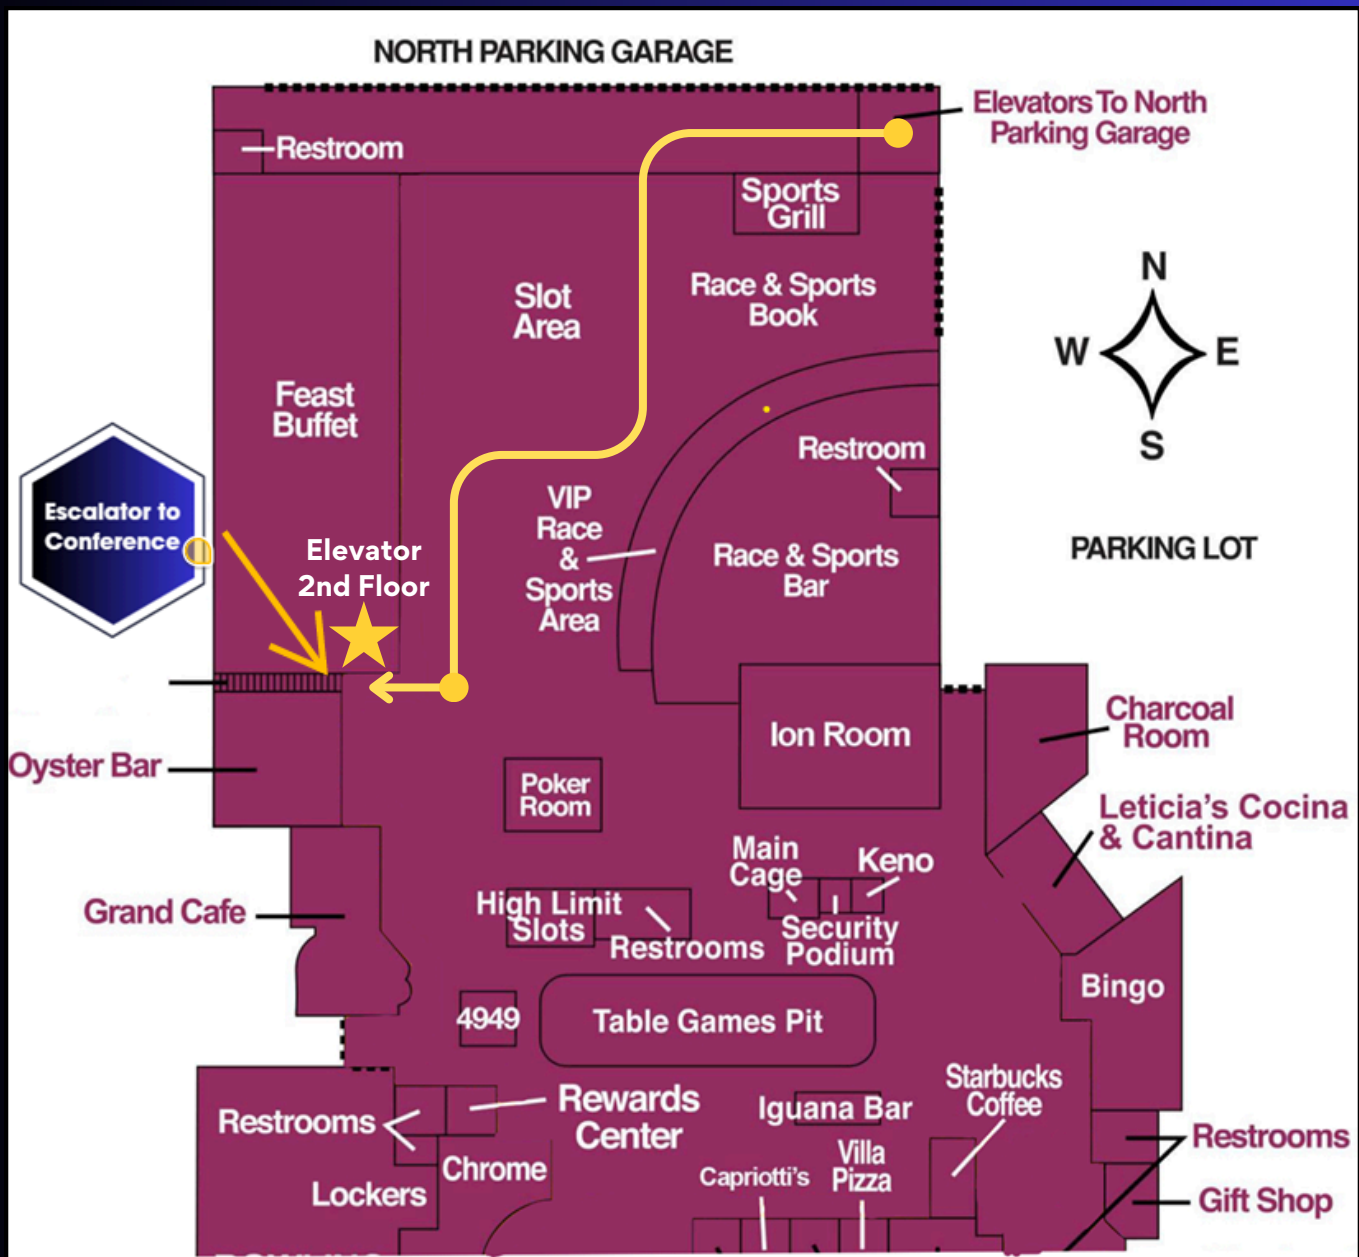 NORTH PARKING GARAGE
Elevators To North
Parking Garage
Restroom
Sports
Grill
Race & Sports
Book
Slot
Area
N
W
E
S
Feast
Buffet
Restroom
Escalator to
Conference
VIP
Race
&
Sports
Area
Elevator
2nd Floor
Race & Sports
Bar
PARKING LOT
Ion Room
Charcoal
Room
Oyster Bar
Poker
Room
Leticia's Cocina
& Cantina
Main
Cage
Keno
Grand Cafe
High Limit
Slots
Restrooms
Security
Podium
Bingo
4949
Table Games Pit
Starbucks
Coffee
Rewards
Center
Iguana Bar
Restrooms
Restrooms
Villa
Pizza
Chrome
Capriotti's
Lockers
Gift Shop